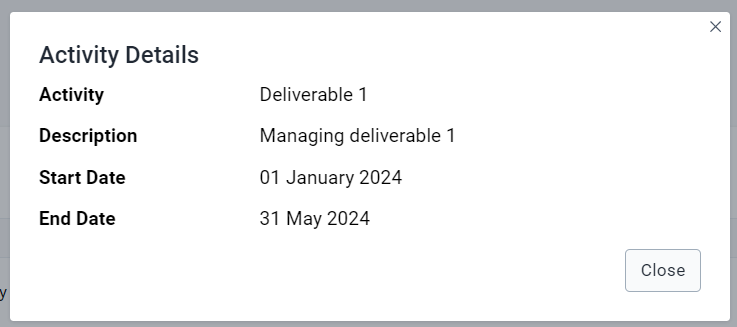 Activity Details
Activity Deliverable 1
Description Managing deliverable 1
Start Date 01 January 2024
End Date 31 May 2024
Close
y